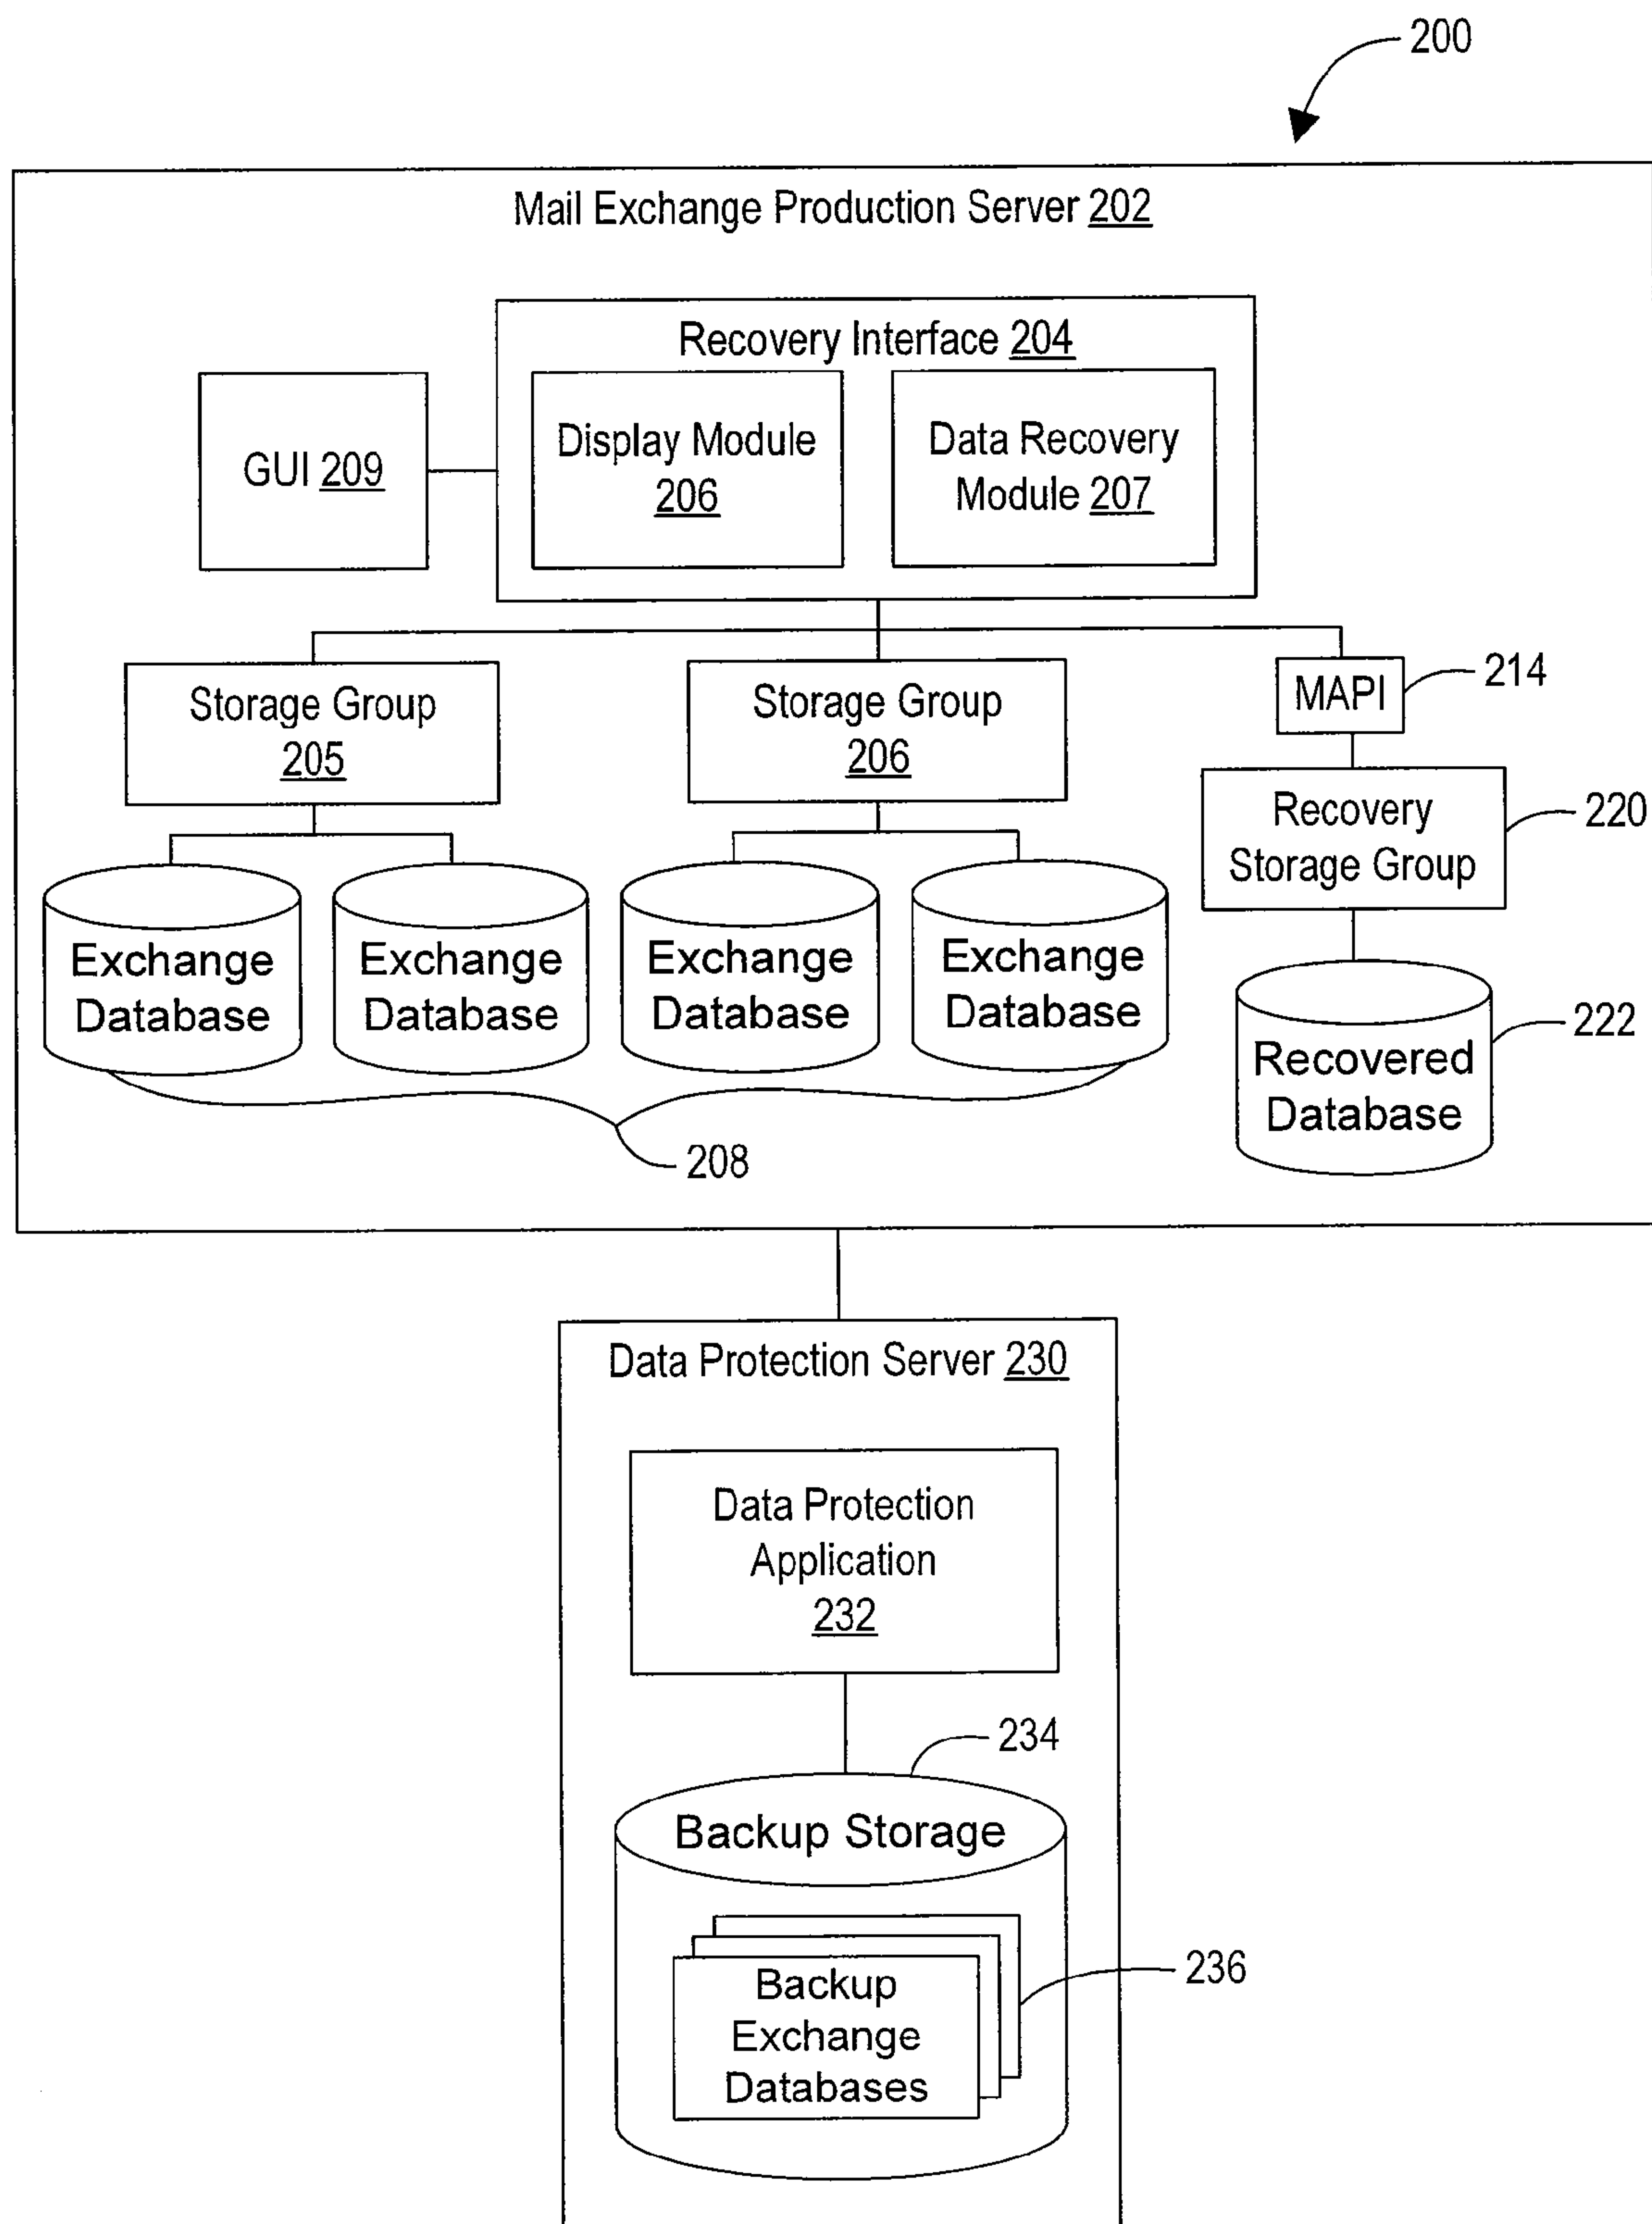 200
Mail Exchange Production Server 202
Recovery Interface 204
GUI 209
Display Module
206
Data Recovery
Module 207
Storage Group
205
Storage Group
206
MAPI
214
Recovery
Storage Group
220
Exchange
Database
Exchange
Database
Exchange
Database
Exchange
Database
Recovered
Database
222
208
Data Protection Server 230
Data Protection
Application
232
234
Backup Storage
Backup
Exchange
Databases
236